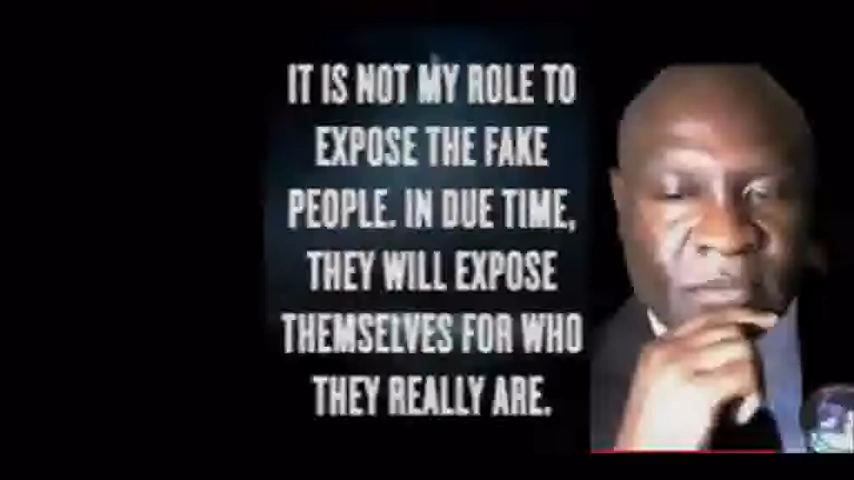 IT IS NOT MY ROLE TO
EXPOSE THE FAKE
PEOPLE. IN DUE TIME,
THEY WILL EXPOSE
THEMSELVES FOR WHO
THEY REALLY ARE.